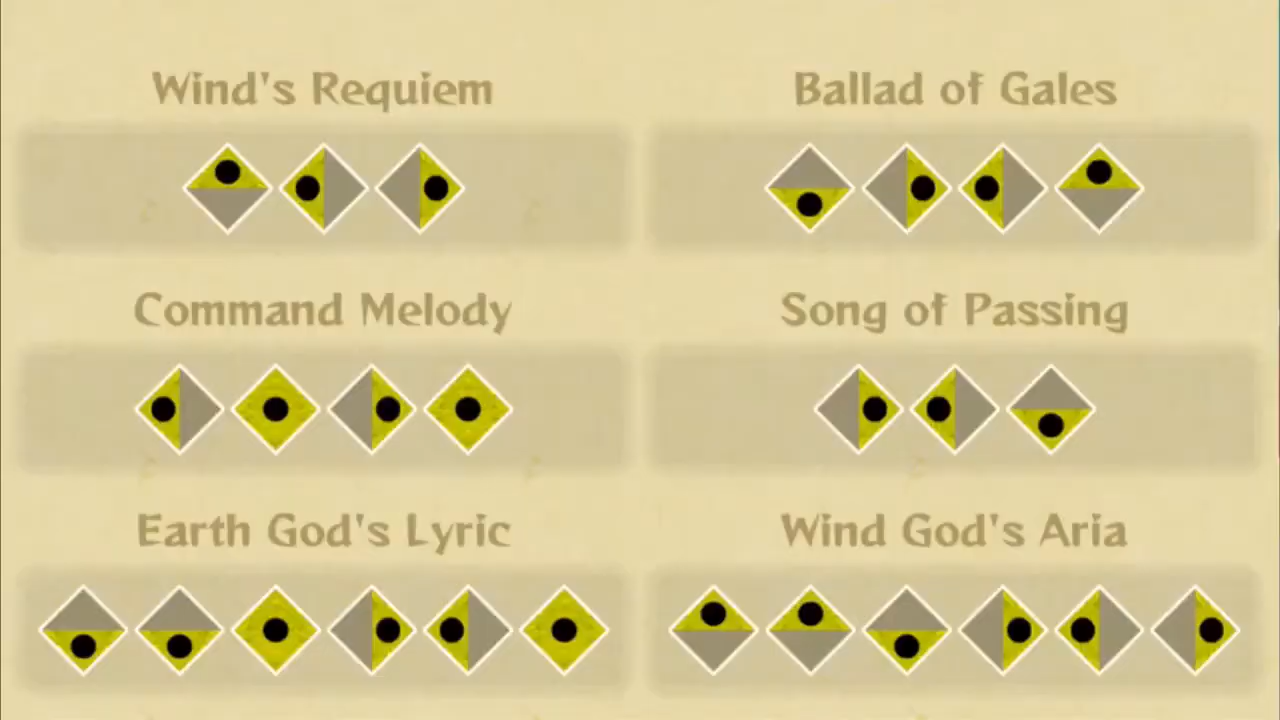 Wind's Requiem
Ballad of Gales
Command Melody
Song of Passing
Earth God's Lyric
Wind God's Aria